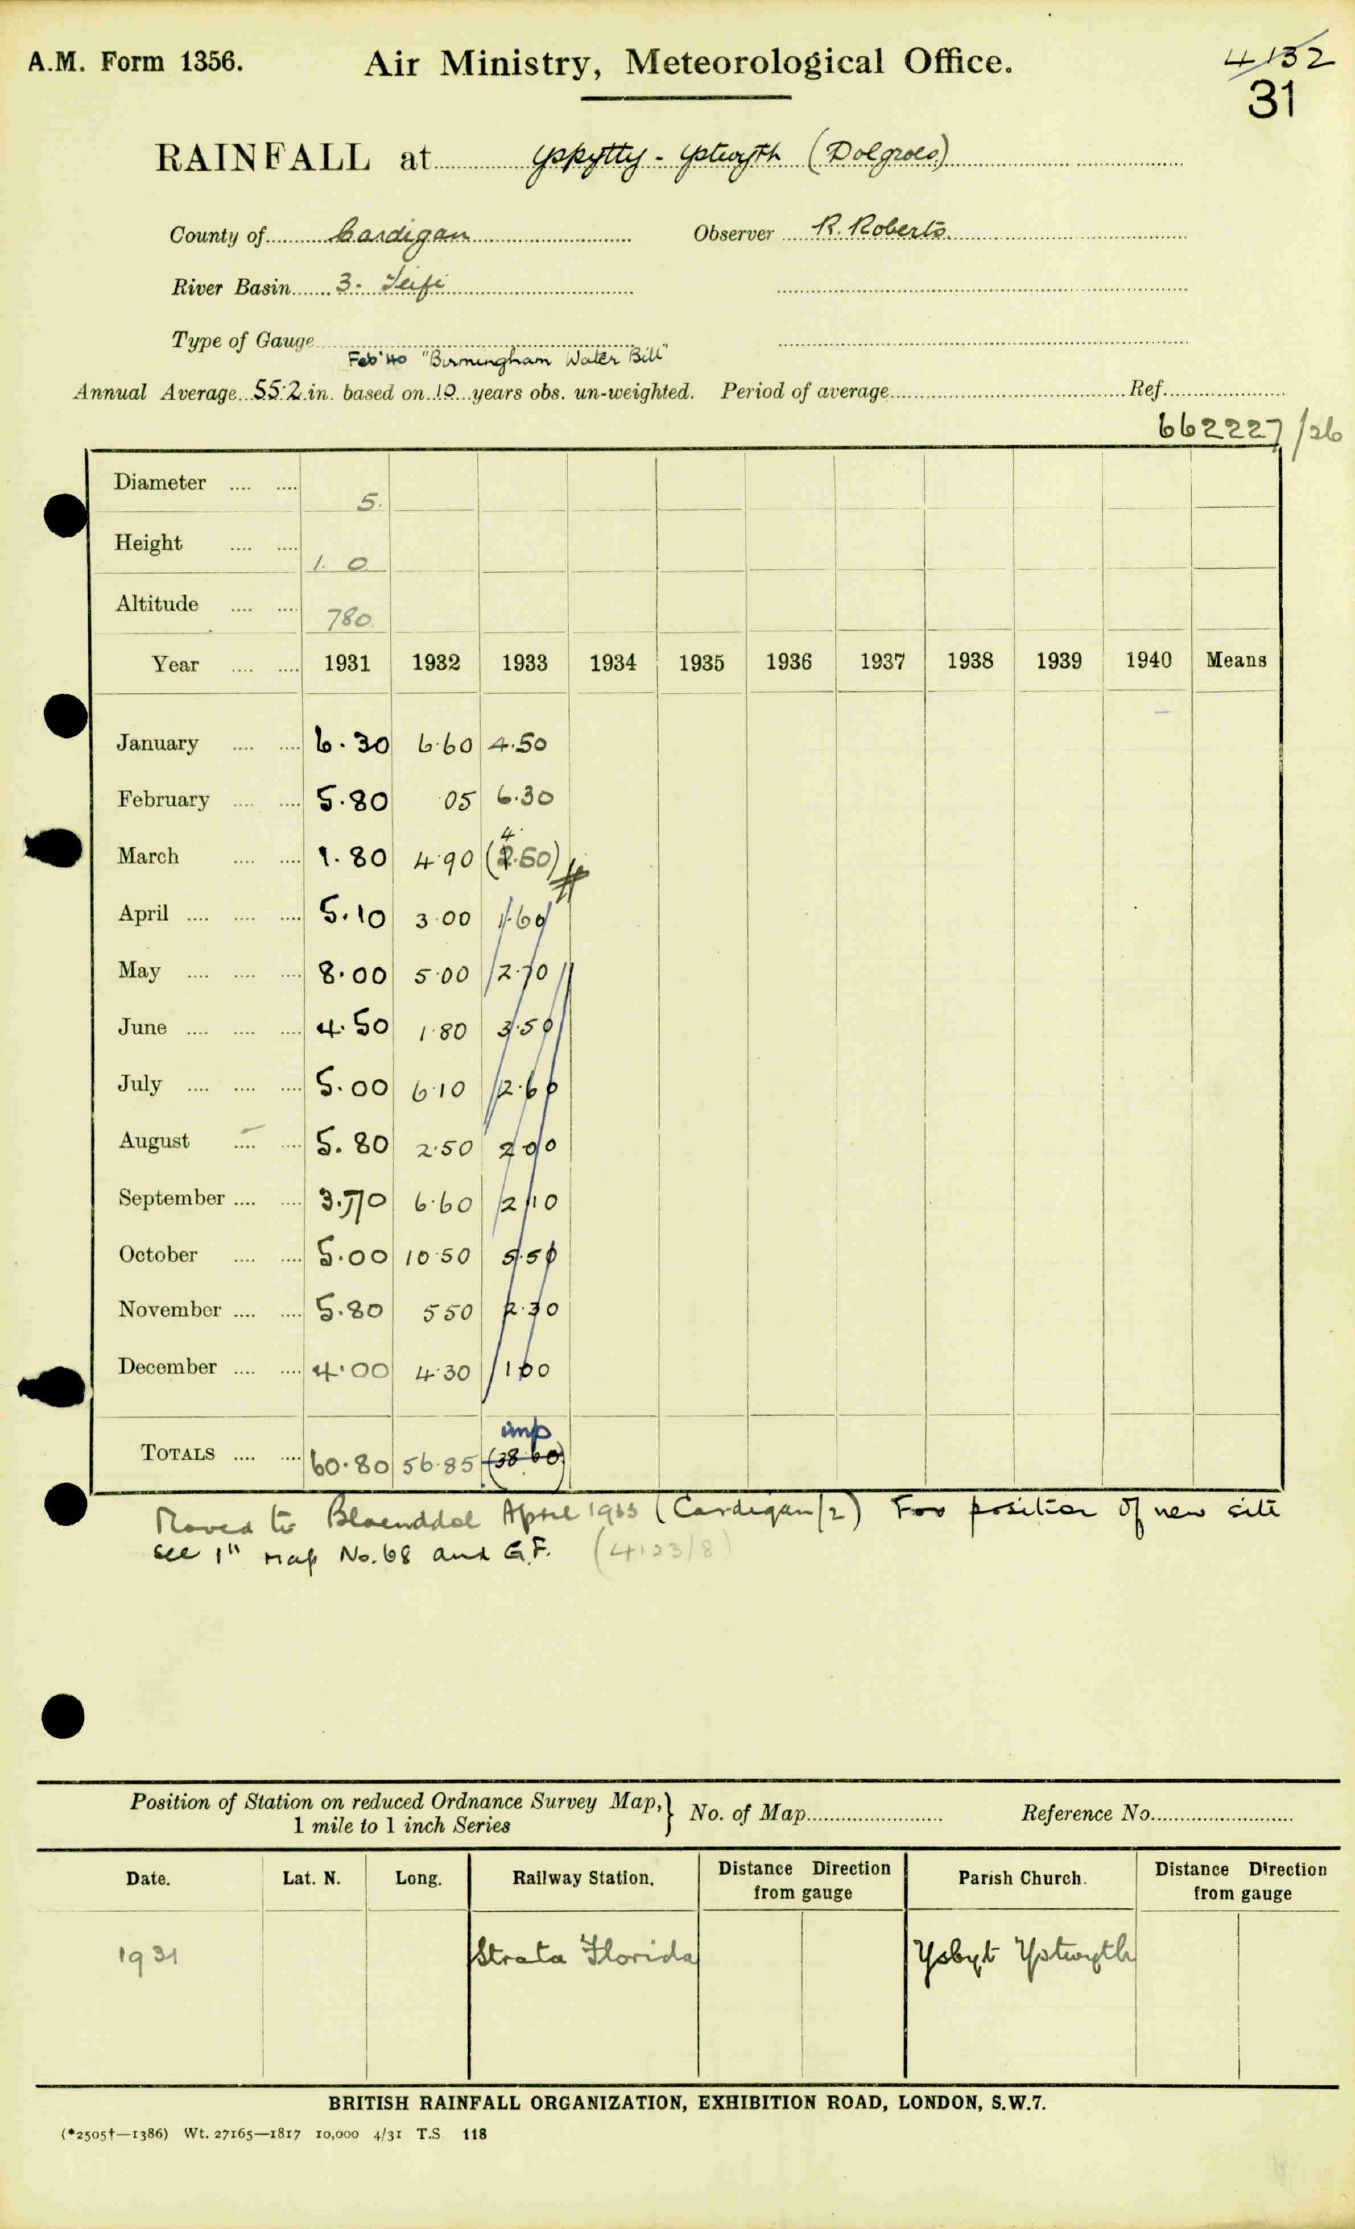 A.M. Form 1356. Air Ministry, Meteorological Office. 4132
31
RAINFALL at Yspytty - Ystwyth (Dolgroes)
County of Cardigan Observer R. Roberts
River Basin 3. Teifi
Type of Gauge
Feb '40 "Birmingham Water Bill"
Annual Average 55.2 in. based on 10 years obs. un-weighted. Period of average Ref.
662227/26
Diameter 5.
Height 1. 0
Altitude 780
Year 1931 1932 1933 1934 1935 1936 1937 1938 1939 1940 Means
January 6.30 6.60 4.50
February 5.80 .05 6.30
4.
March 1.80 4.90 (2.50)
April 5.10 3.00 1.60
May 8.00 5.00 2.70
June 4.50 1.80 3.50
July 5.00 6.10 2.60
August 5.80 2.50 2.00
September 3.70 6.60 2.10
October 5.00 10.50 5.50
November 5.80 5.50 2.30
December 4.00 4.30 1.00
imp
TOTALS 60.80 56.85 (38.60)
Moved to Blaenddol April 1933 (Cardigan/2) For position of new site
see 1" Map No. 68 and G.F. (4123/8)
Position of Station on reduced Ordnance Survey Map, } No. of Map Reference No.
1 mile to 1 inch Series
Date. Lat. N. Long. Railway Station. Distance Direction from gauge Parish Church. Distance Direction from gauge
1931 Strata Florida Ysbyt Ystwyth
BRITISH RAINFALL ORGANIZATION, EXHIBITION ROAD, LONDON, S.W.7.
(*2505†—1386) Wt. 27165—1817 10,000 4/31 T.S. 118